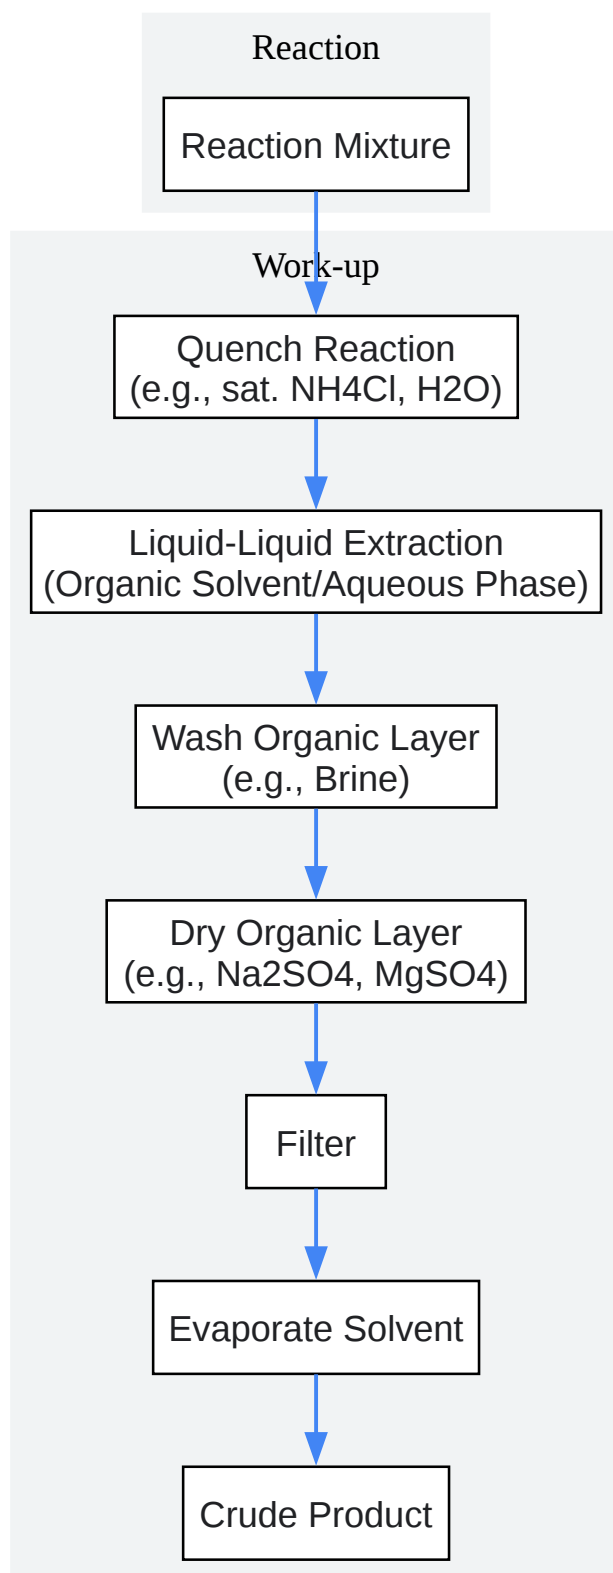 Reaction
Reaction Mixture
Work-up
Quench Reaction
(e.g., sat. NH4Cl, H2O)
Liquid-Liquid Extraction
(Organic Solvent/Aqueous Phase)
Wash Organic Layer
(e.g., Brine)
Dry Organic Layer
(e.g., Na2SO4, MgSO4)
Filter
Evaporate Solvent
Crude Product